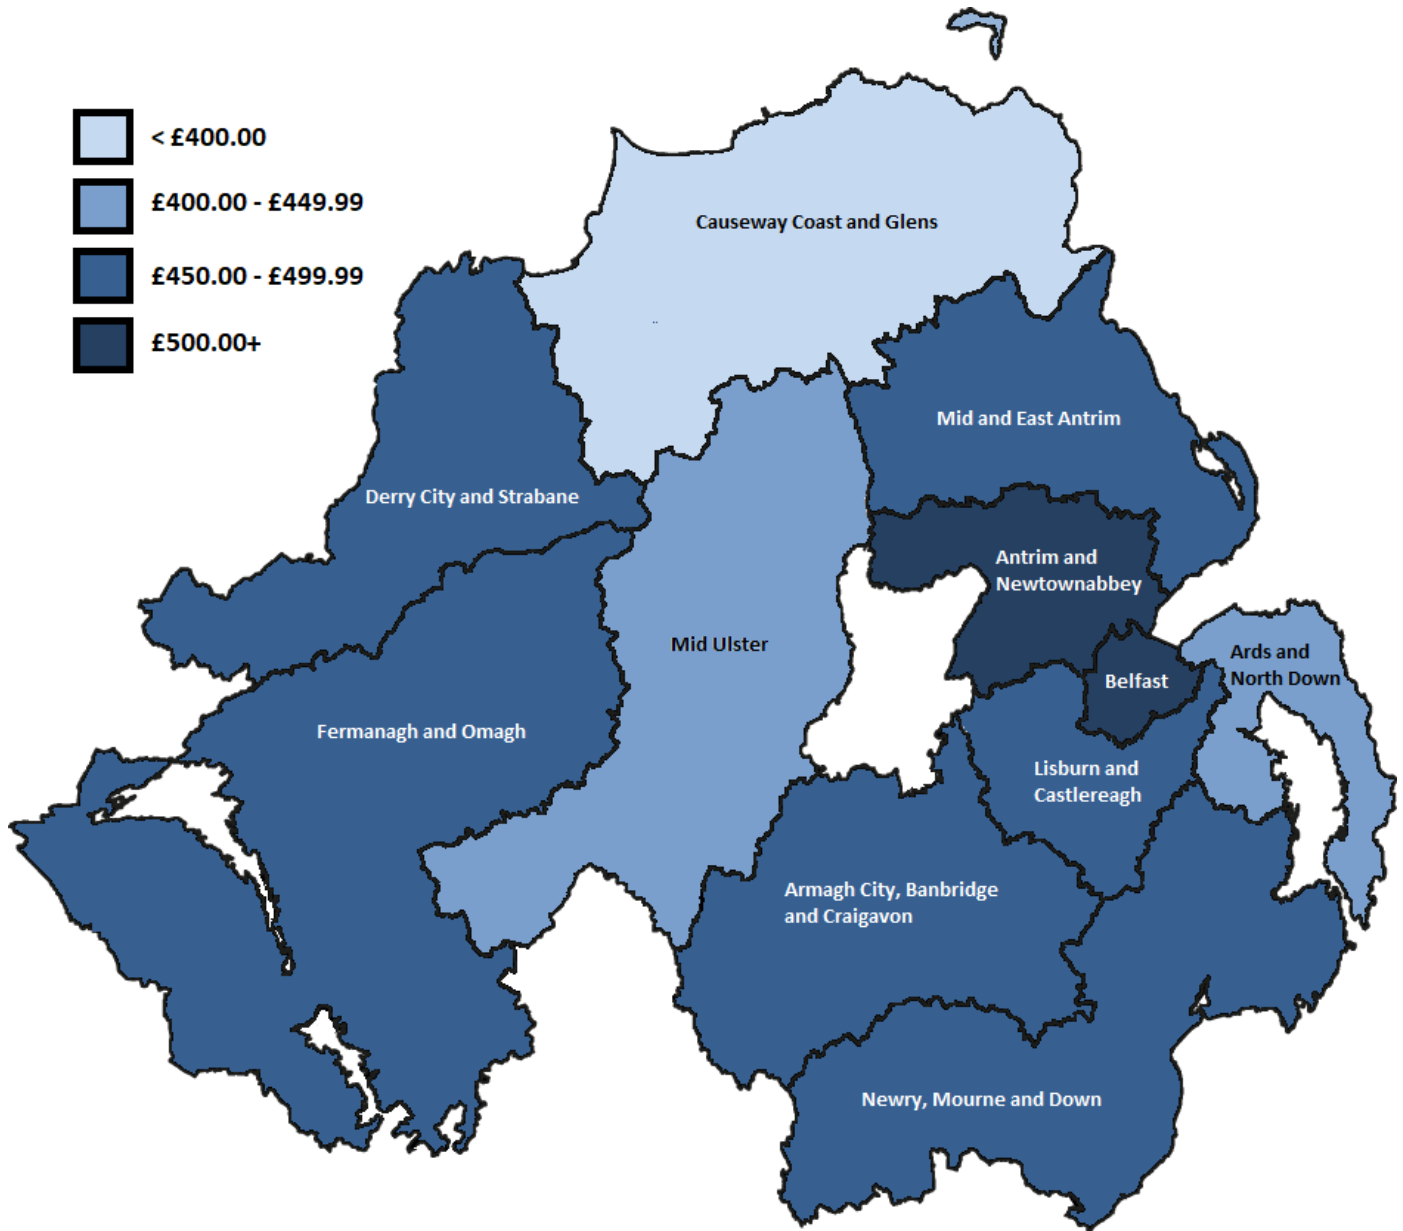 < £400.00
£400.00 - £449.99
£450.00 - £499.99
£500.00+
Causeway Coast and Glens
Mid and East Antrim
Derry City and Strabane
Antrim and
Newtownabbey
Mid Ulster
Ards and
North Down
Belfast
Fermanagh and Omagh
Lisburn and
Castlereagh
Armagh City, Banbridge
and Craigavon
Newry, Mourne and Down